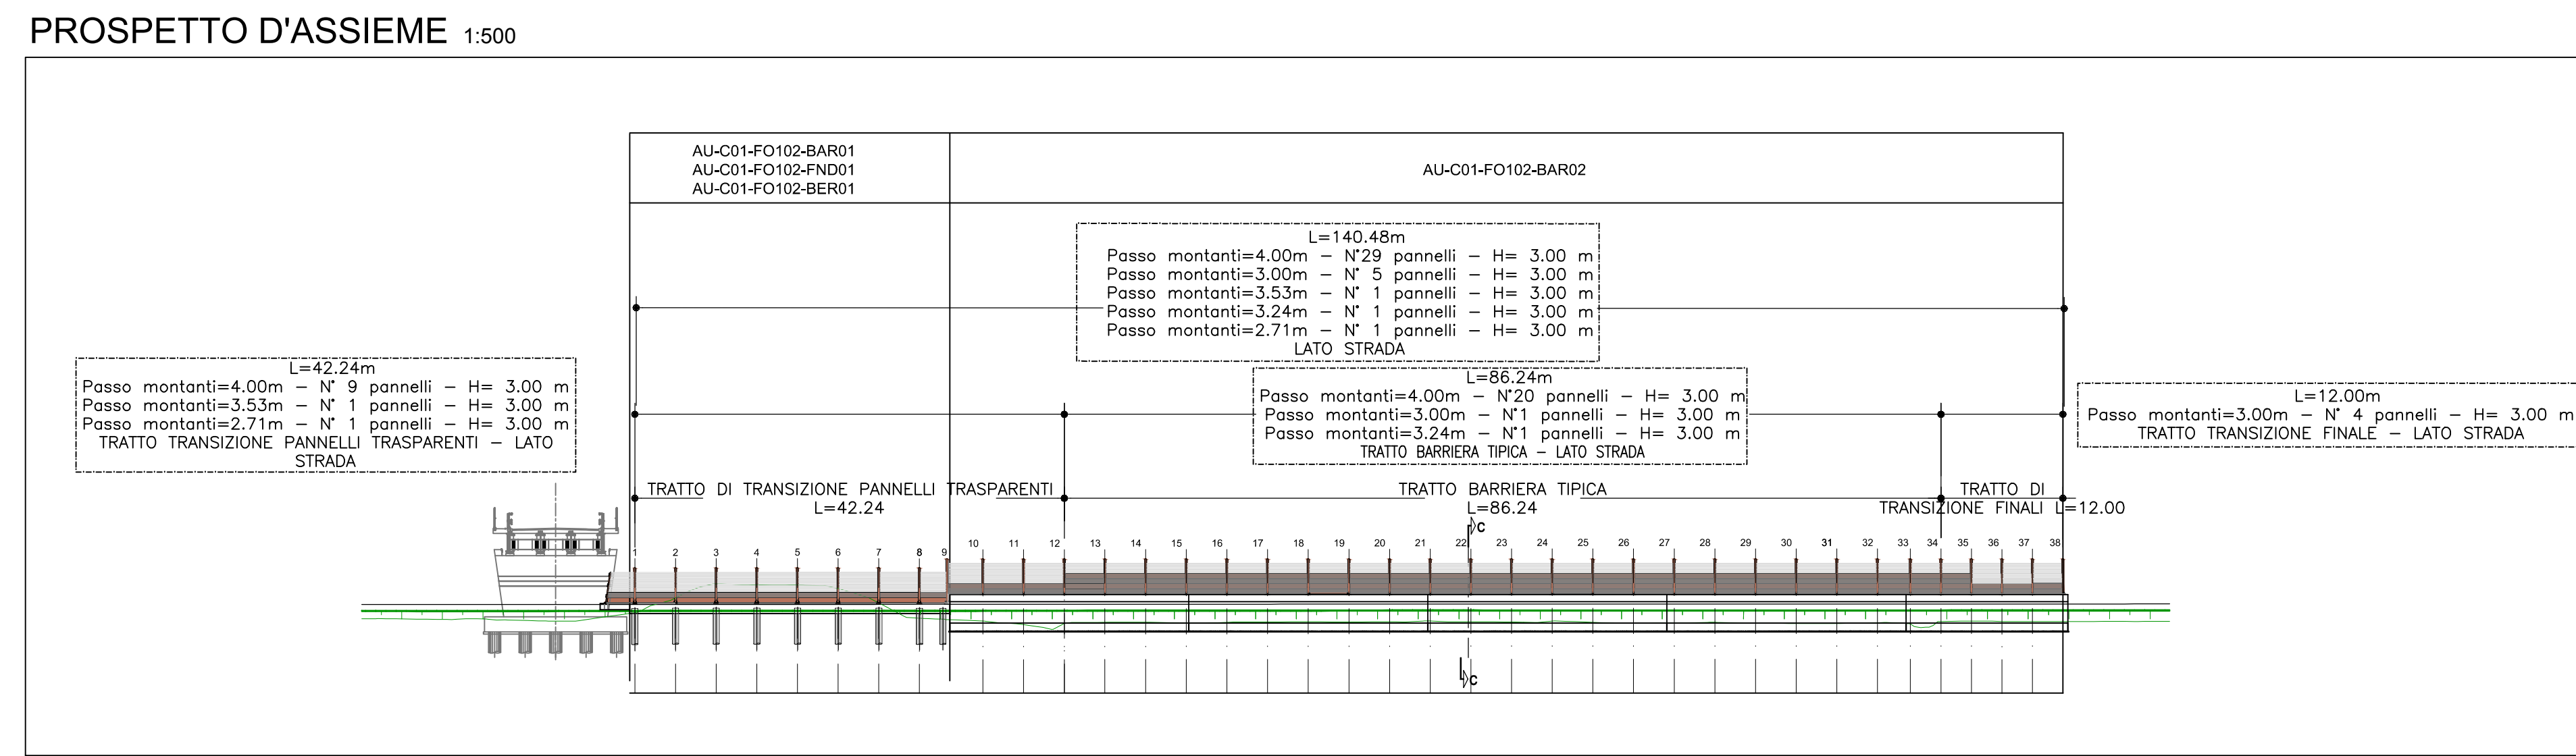 PROSPETTO D'ASSIEME 1:500
AU-C01-FO102-BAR01
AU-C01-FO102-FND01
AU-C01-FO102-BER01
AU-C01-FO102-BAR02
L=140.48m
Passo montanti=4.00m – N°29 pannelli – H= 3.00 m
Passo montanti=3.00m – N° 5 pannelli – H= 3.00 m
Passo montanti=3.53m – N° 1 pannelli – H= 3.00 m
Passo montanti=3.24m – N° 1 pannelli – H= 3.00 m
Passo montanti=2.71m – N° 1 pannelli – H= 3.00 m
LATO STRADA
L=42.24m
Passo montanti=4.00m – N° 9 pannelli – H= 3.00 m
Passo montanti=3.53m – N° 1 pannelli – H= 3.00 m
Passo montanti=2.71m – N° 1 pannelli – H= 3.00 m
TRATTO TRANSIZIONE PANNELLI TRASPARENTI – LATO
STRADA
L=86.24m
Passo montanti=4.00m – N°20 pannelli – H= 3.00 m
Passo montanti=3.00m – N°1 pannelli – H= 3.00 m
Passo montanti=3.24m – N°1 pannelli – H= 3.00 m
TRATTO BARRIERA TIPICA – LATO STRADA
L=12.00m
Passo montanti=3.00m – N° 4 pannelli – H= 3.00 m
TRATTO TRANSIZIONE FINALE – LATO STRADA
TRATTO DI TRANSIZIONE PANNELLI TRASPARENTI
L=42.24
TRATTO BARRIERA TIPICA
L=86.24
TRATTO DI
TRANSIZIONE FINALI L=12.00
C
1 2 3 4 5 6 7 8 9 10 11 12 13 14 15 16 17 18 19 20 21 22 23 24 25 26 27 28 29 30 31 32 33 34 35 36 37 38
C